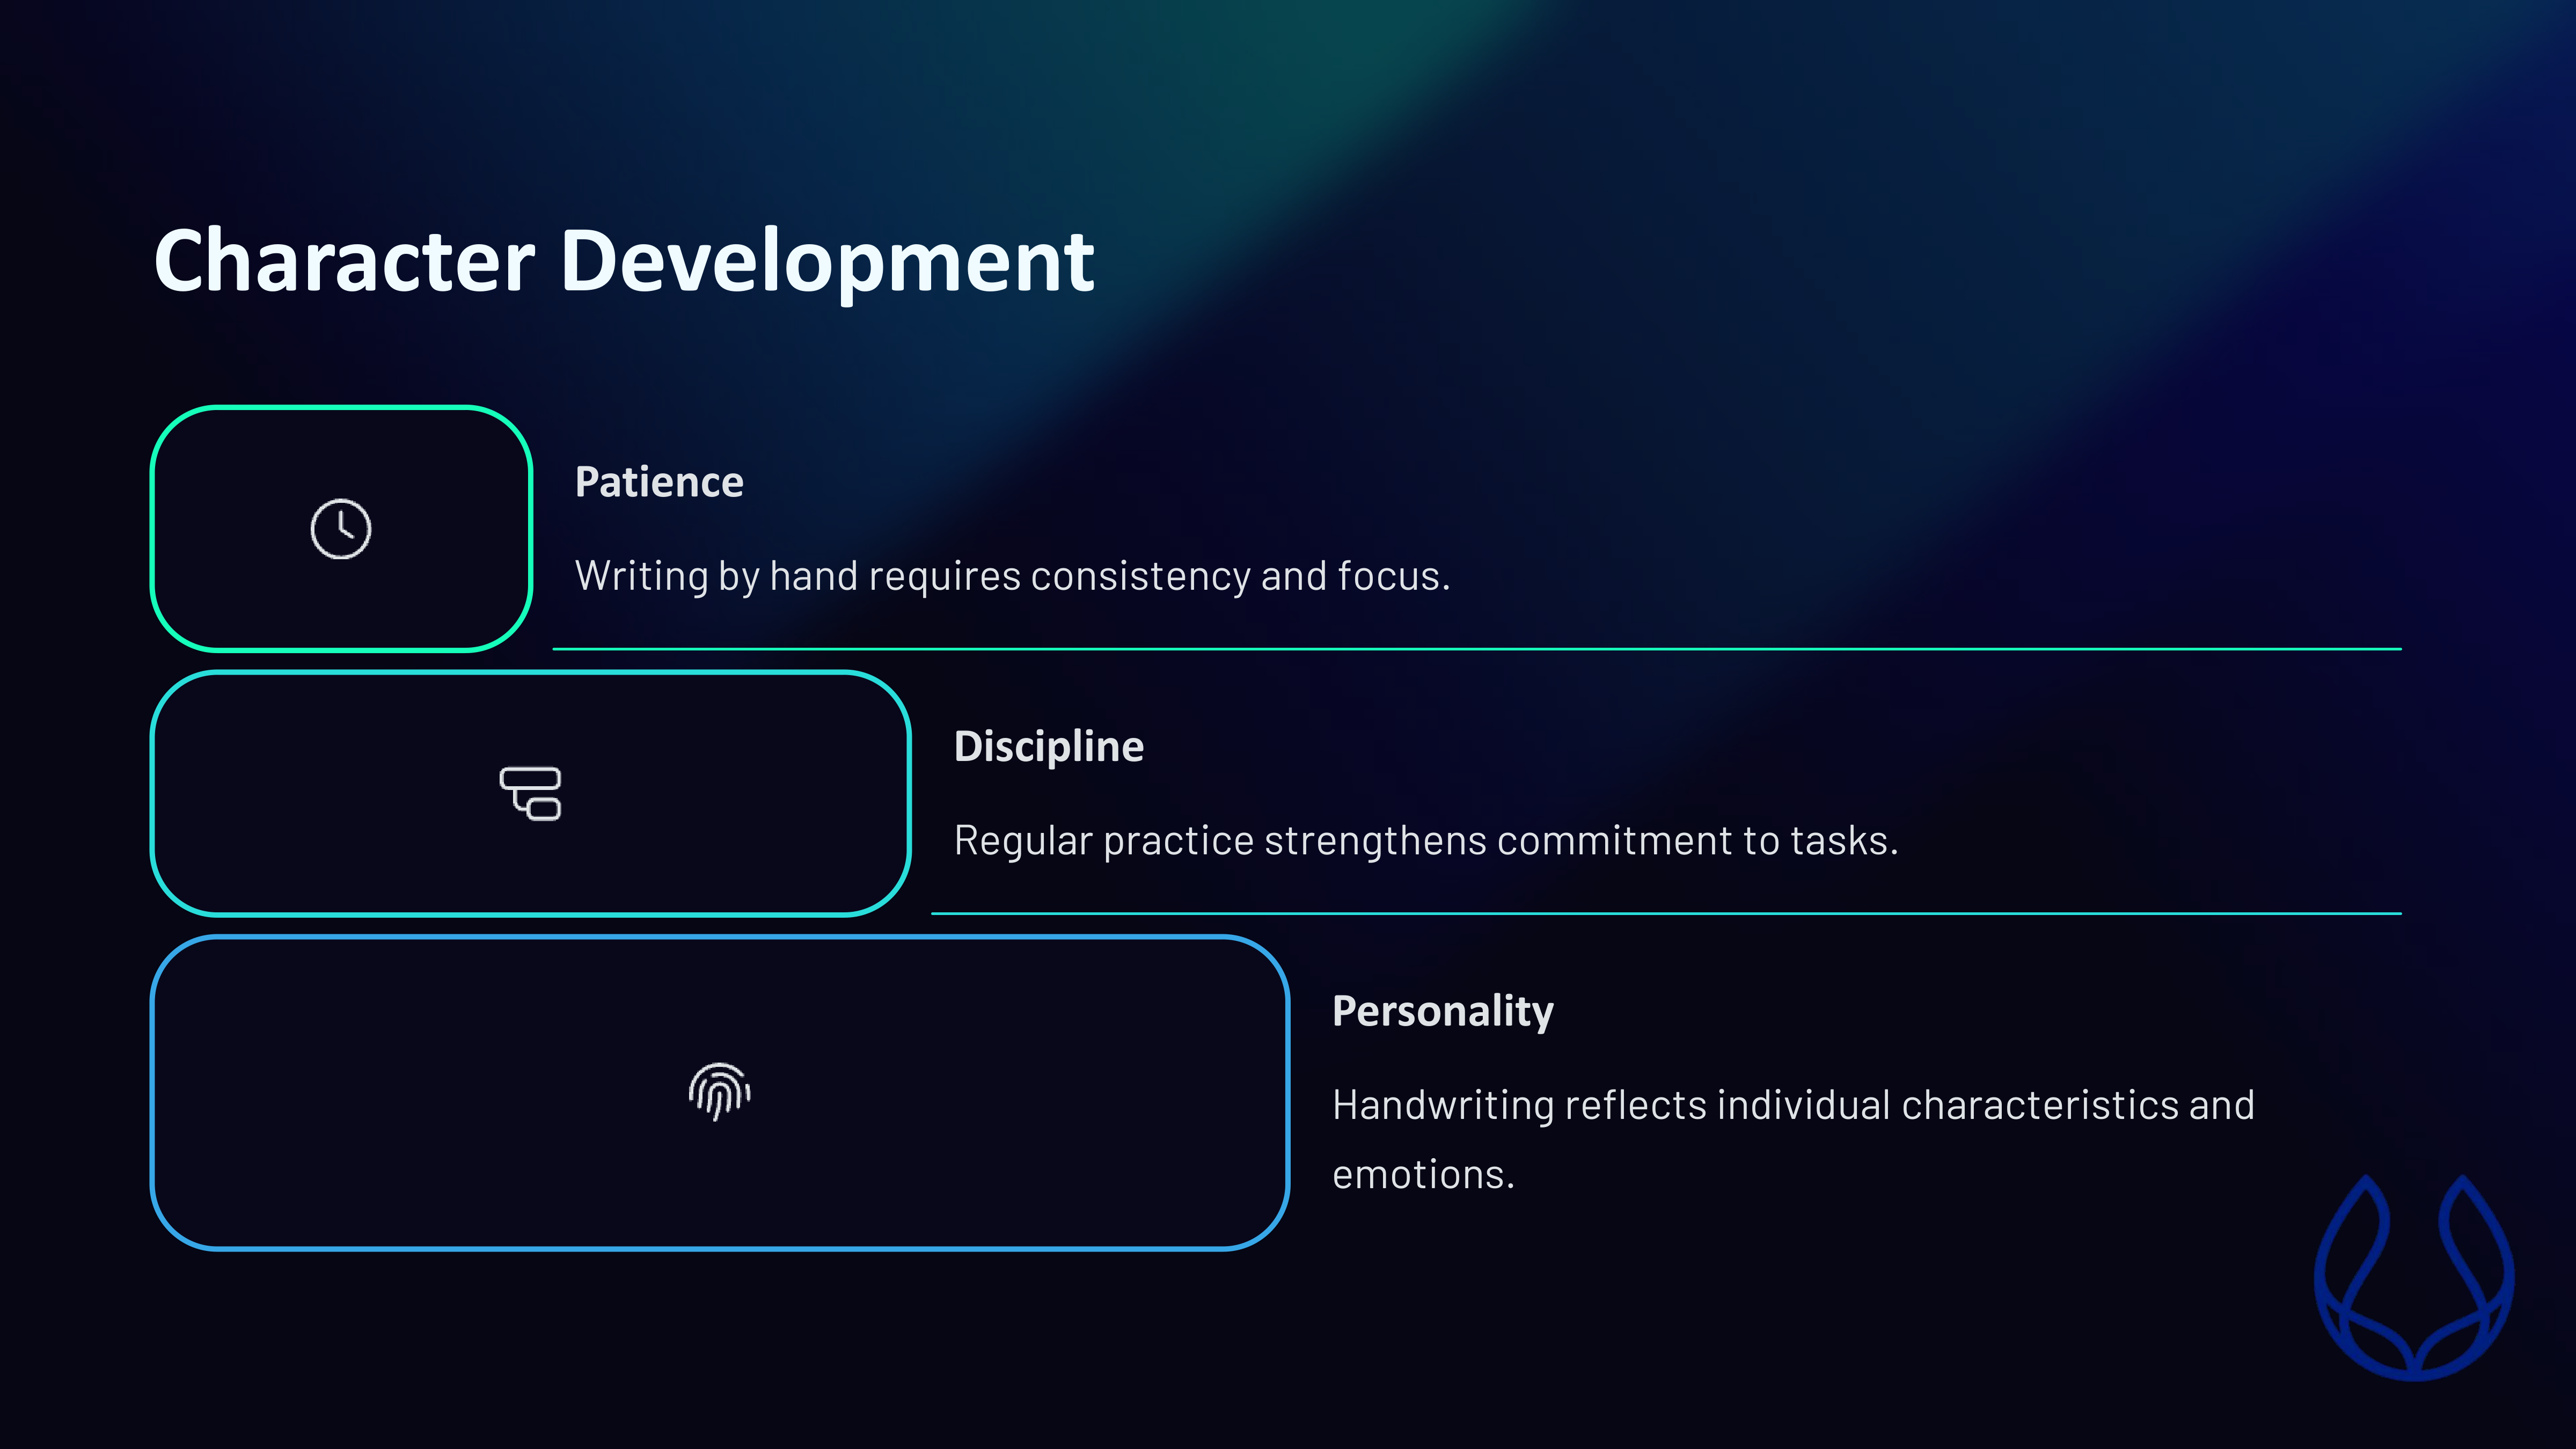 Character Development
Patience
Writing by hand requires consistency and focus.
Discipline
Regular practice strengthens commitment to tasks.
Personality
Handwriting reflects individual characteristics and
emotions.